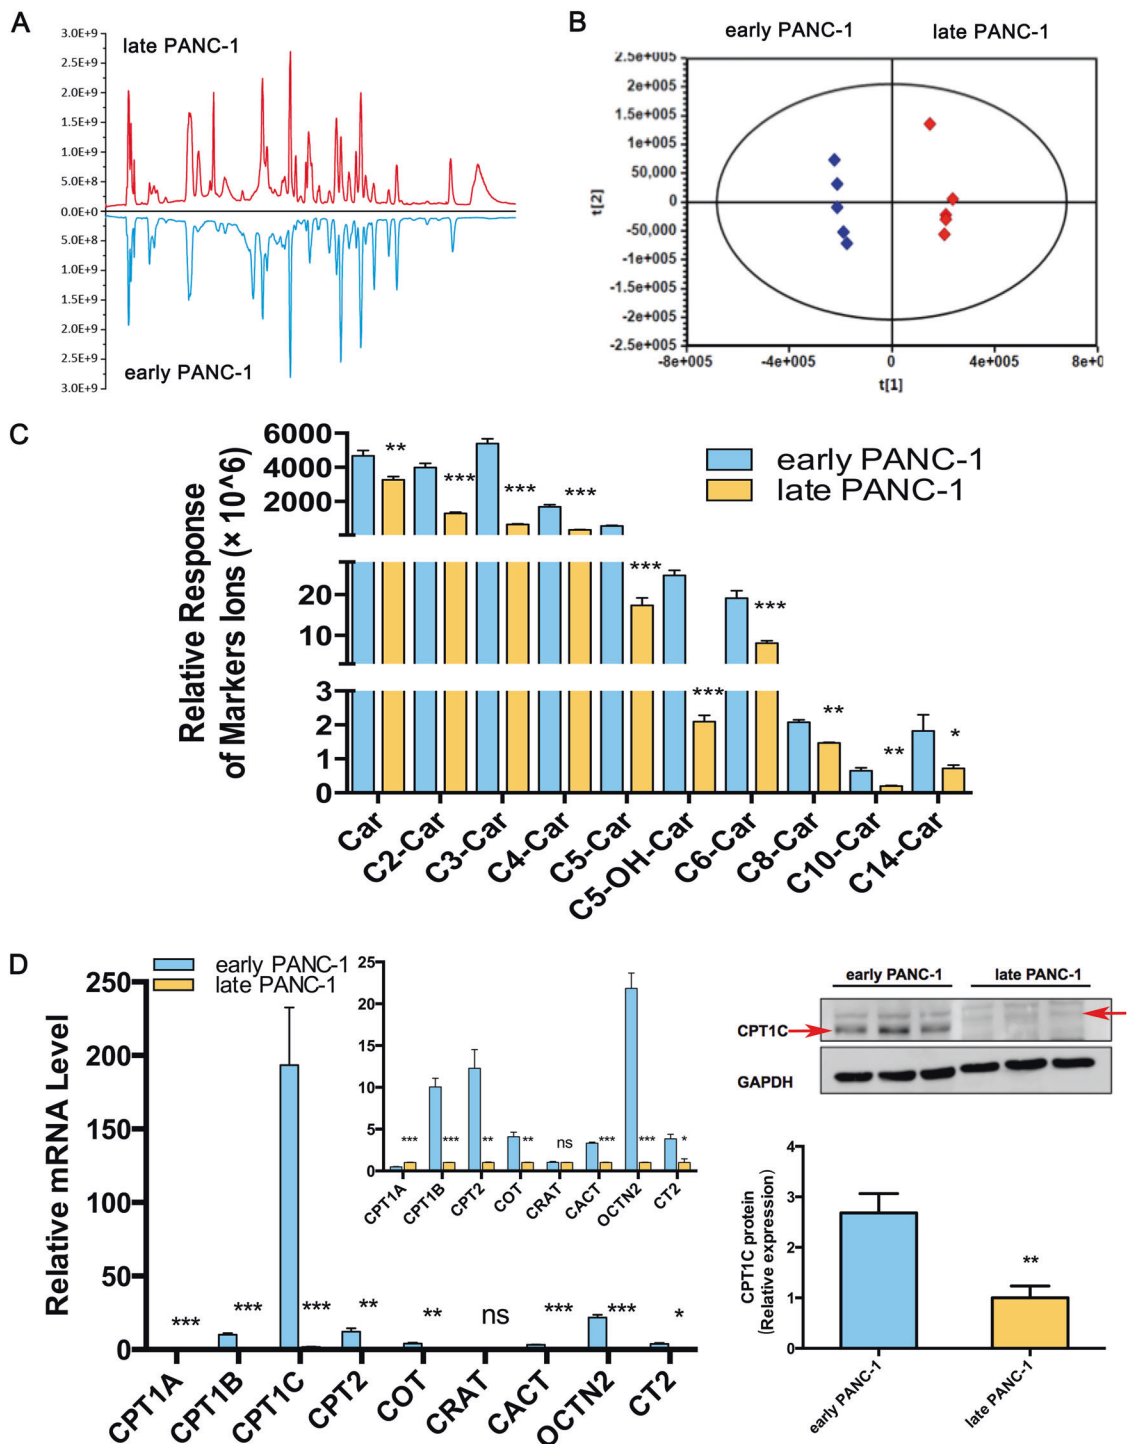 A
late PANC-1
3.0E+9
2.5E+9
2.0E+9
1.5E+9
1.0E+9
5.0E+8
0.0E+0
5.0E+8
1.0E+9
1.5E+9
2.0E+9
2.5E+9
3.0E+9
early PANC-1
B
early PANC-1 late PANC-1
2.5e+005
2e+005
1.5e+005
1e+005
50,000
0
-50,000
-1e+005
-1.5e+005
-2e+005
-2.5e+005
t[2]
-8e+005 -4e+005 0 4e+005 8e+0
t[1]
C
Relative Response
of Markers Ions (× 10^6)
6000
4000
2000
20
10
3
2
1
0
early PANC-1
late PANC-1
** *** *** ***
*** ***
*** ** ** *
Car C2-Car C3-Car C4-Car C5-Car C5-OH-Car C6-Car C8-Car C10-Car C14-Car
D
early PANC-1
late PANC-1
Relative mRNA Level
250
200
150
100
50
0
*** *** *** ** ** ns *** *** *
CPT1A CPT1B CPT1C CPT2 COT CRAT CACT OCTN2 CT2
25
20
15
10
5
0
*** *** ** ** ns *** *** *
CPT1A CPT1B CPT2 COT CRAT CACT OCTN2 CT2
early PANC-1 late PANC-1
CPT1C
GAPDH
CPT1C protein
(Relative expression)
4
3
2
1
0
**
early PANC-1 late PANC-1